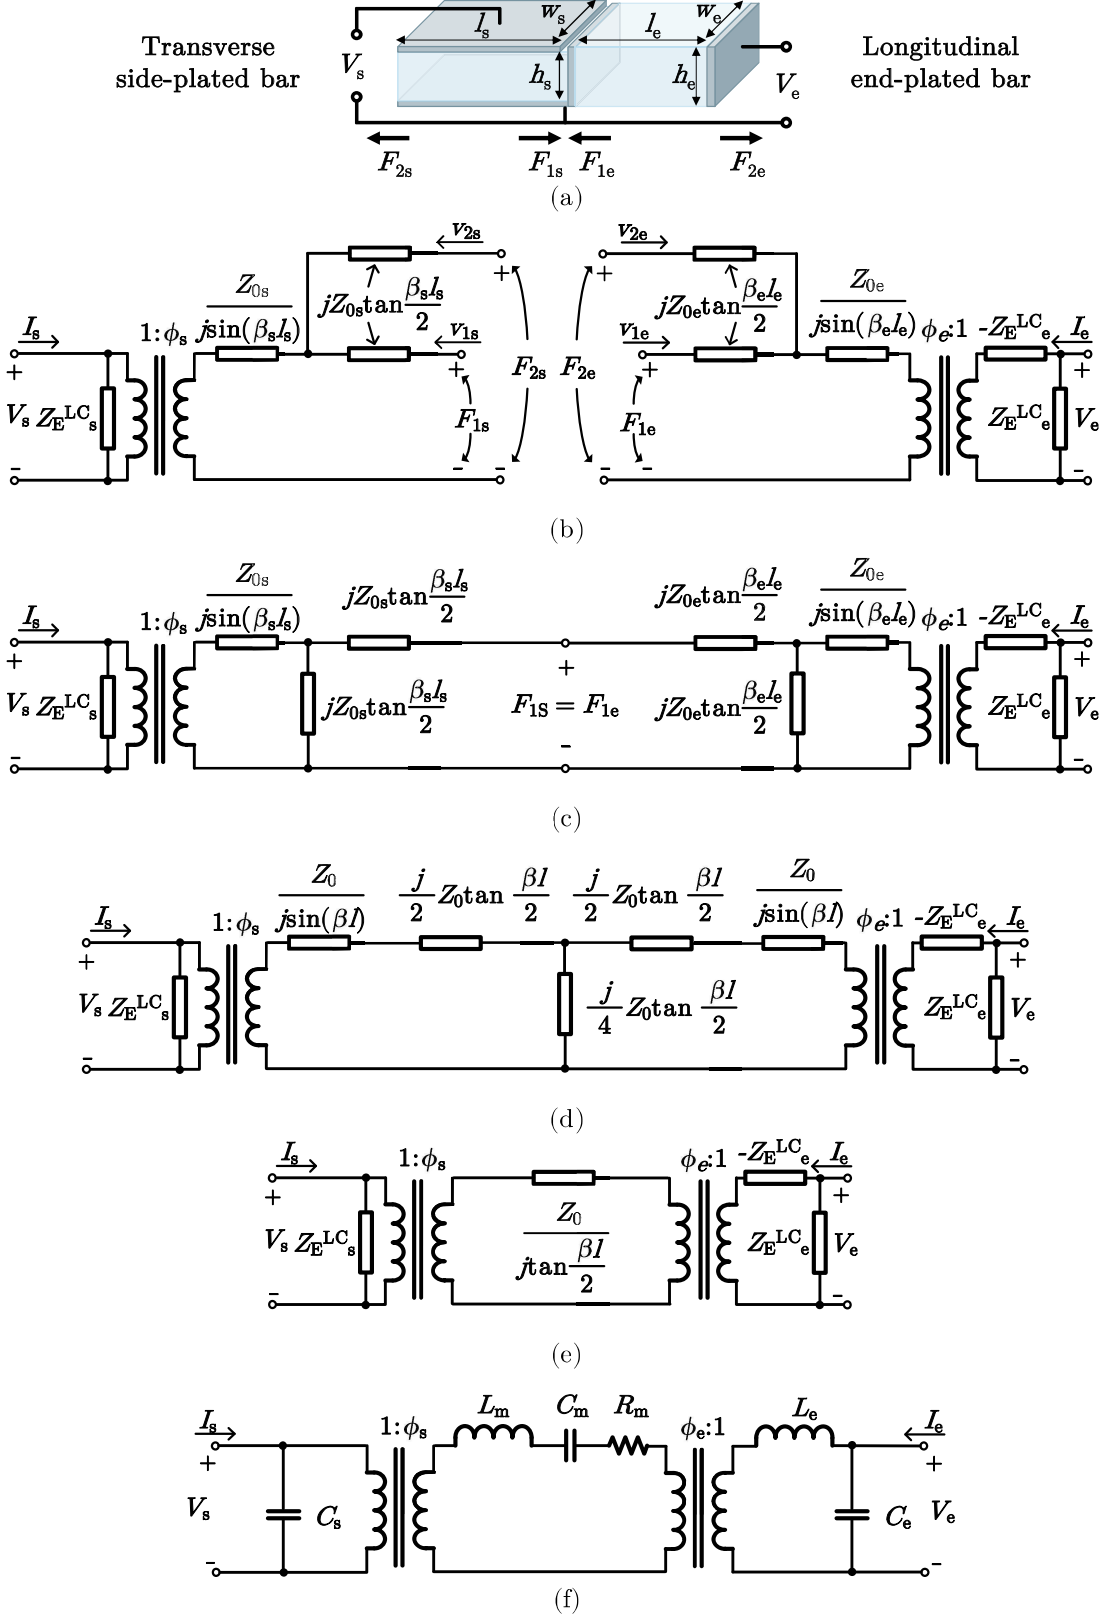 Transverse
side-plated bar
l_s
w_s
l_e
w_e
V_s
h_s
h_e
V_e
Longitudinal
end-plated bar
F_2s
F_1s
F_1e
F_2e
(a)
I_s
+
V_s
-
Z_E^LC_s
1:ϕ_s
Z_0s
jsin(β_s l_s)
jZ_0s tan β_s l_s
2
v_2s
+
v_1s
+
F_1s
-
-
F_2s
F_2e
v_2e
+
v_1e
+
F_1e
-
-
jZ_0e tan β_e l_e
2
Z_0e
jsin(β_e l_e)
ϕ_e:1
-Z_E^LC_e
I_e
+
Z_E^LC_e
V_e
-
(b)
I_s
+
V_s
-
Z_E^LC_s
1:ϕ_s
Z_0s
jsin(β_s l_s)
jZ_0s tan β_s l_s
2
jZ_0s tan β_s l_s
2
+
F_1S = F_1e
-
jZ_0e tan β_e l_e
2
jZ_0e tan β_e l_e
2
Z_0e
jsin(β_e l_e)
ϕ_e:1
-Z_E^LC_e
I_e
+
Z_E^LC_e
V_e
-
(c)
I_s
+
V_s
-
Z_E^LC_s
1:ϕ_s
Z_0
jsin(βl)
j
2
Z_0 tan βl
2
j
2
Z_0 tan βl
2
j
4
Z_0 tan βl
2
Z_0
jsin(βl)
ϕ_e:1
-Z_E^LC_e
I_e
+
Z_E^LC_e
V_e
-
(d)
I_s
+
V_s
-
Z_E^LC_s
1:ϕ_s
Z_0
jtan βl
2
ϕ_e:1
-Z_E^LC_e
I_e
+
Z_E^LC_e
V_e
-
(e)
I_s
+
V_s
-
C_s
1:ϕ_s
L_m
C_m
R_m
ϕ_e:1
L_e
I_e
+
C_e
V_e
-
(f)